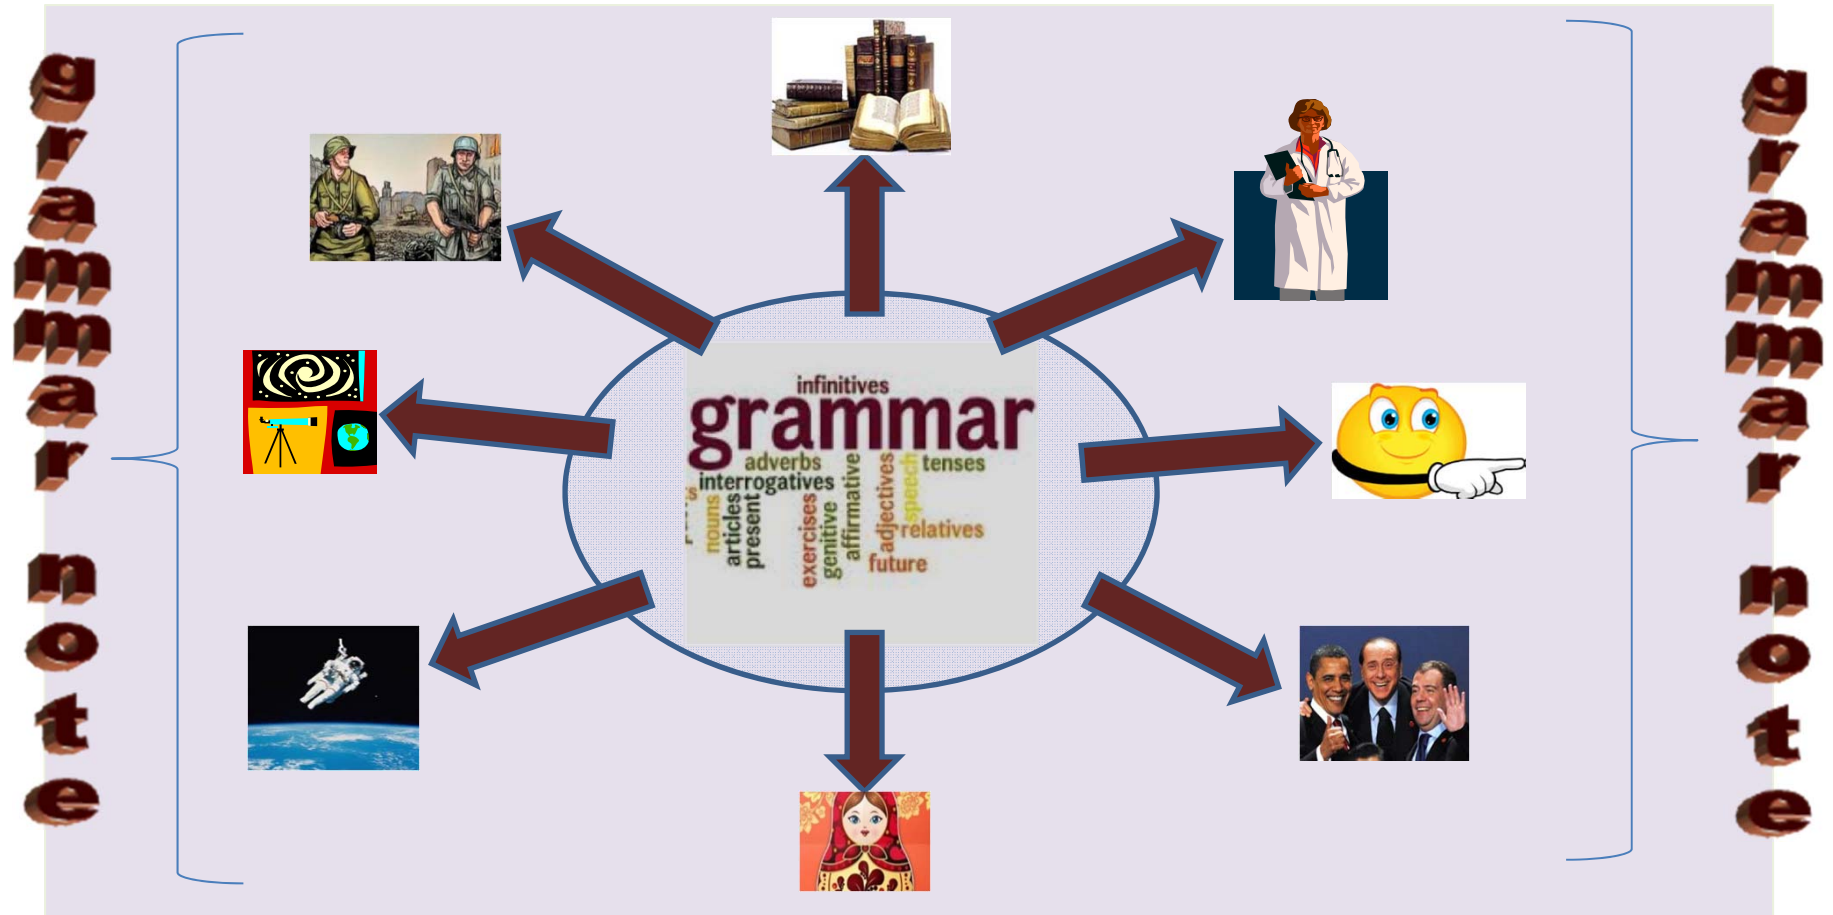 grammar note
infinitives
grammar
adverbs
tenses
interrogatives
nouns
articles
present
exercises
genitive
affirmative
adjectives
speech
relatives
future
grammar note